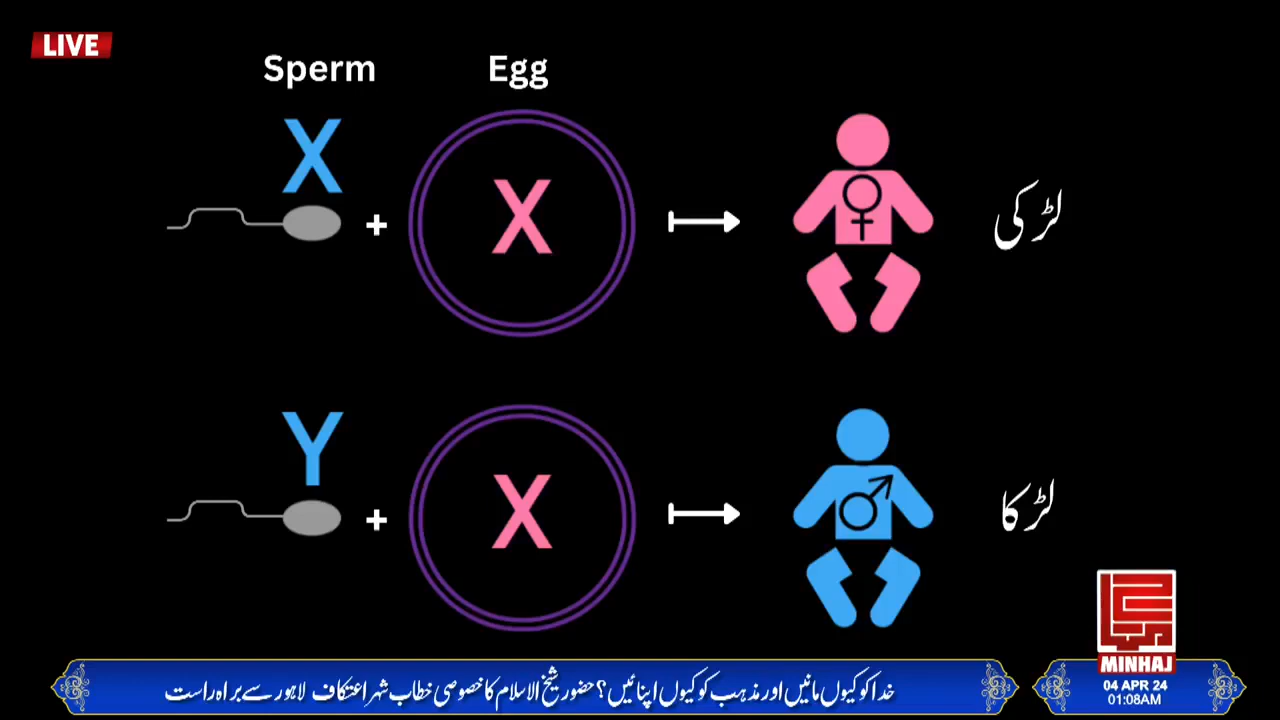 LIVE
Sperm Egg
X
+ X لڑکی
Y
+ X لڑکا
MINHAJ
خدا کو کیوں مانیں اور مذہب کو کیوں اپنائیں؟ حضور شیخ الاسلام کا خصوصی خطاب شہر اعتکاف لاہور سے براہ راست
04 APR 24
01:08AM